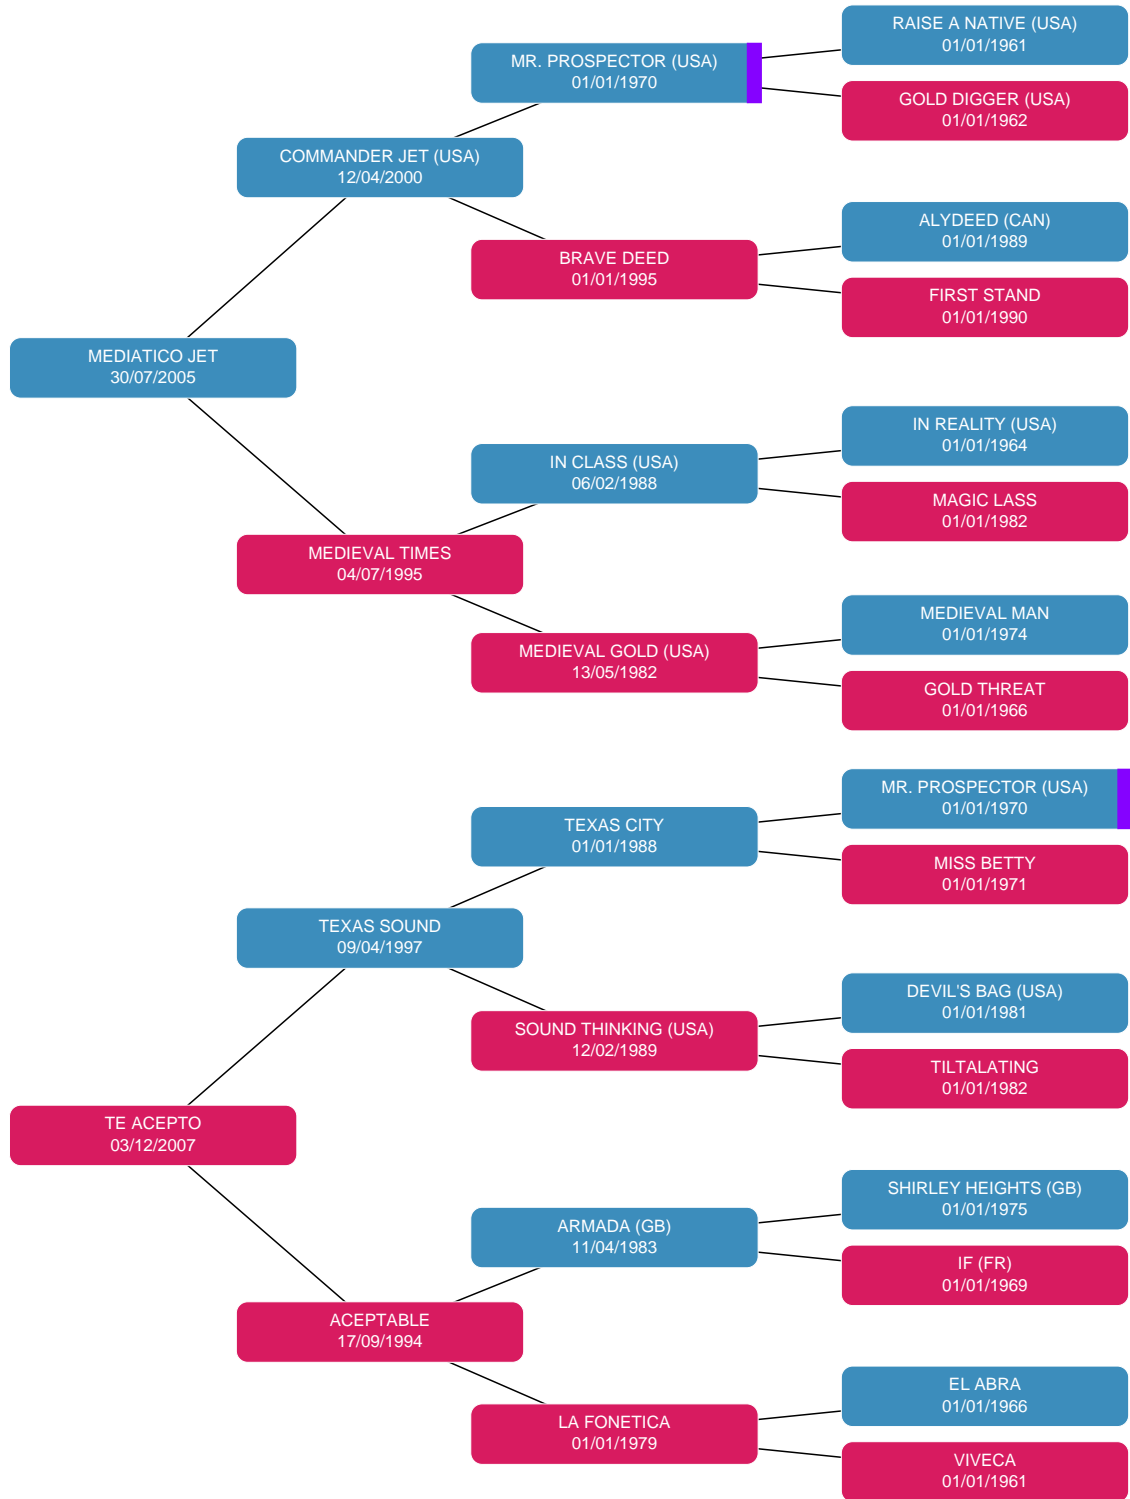 RAISE A NATIVE (USA)
01/01/1961
MR. PROSPECTOR (USA)
01/01/1970
GOLD DIGGER (USA)
01/01/1962
COMMANDER JET (USA)
12/04/2000
ALYDEED (CAN)
01/01/1989
BRAVE DEED
01/01/1995
FIRST STAND
01/01/1990
MEDIATICO JET
30/07/2005
IN REALITY (USA)
01/01/1964
IN CLASS (USA)
06/02/1988
MAGIC LASS
01/01/1982
MEDIEVAL TIMES
04/07/1995
MEDIEVAL MAN
01/01/1974
MEDIEVAL GOLD (USA)
13/05/1982
GOLD THREAT
01/01/1966
MR. PROSPECTOR (USA)
01/01/1970
TEXAS CITY
01/01/1988
MISS BETTY
01/01/1971
TEXAS SOUND
09/04/1997
DEVIL'S BAG (USA)
01/01/1981
SOUND THINKING (USA)
12/02/1989
TILTALATING
01/01/1982
TE ACEPTO
03/12/2007
SHIRLEY HEIGHTS (GB)
01/01/1975
ARMADA (GB)
11/04/1983
IF (FR)
01/01/1969
ACEPTABLE
17/09/1994
EL ABRA
01/01/1966
LA FONETICA
01/01/1979
VIVECA
01/01/1961